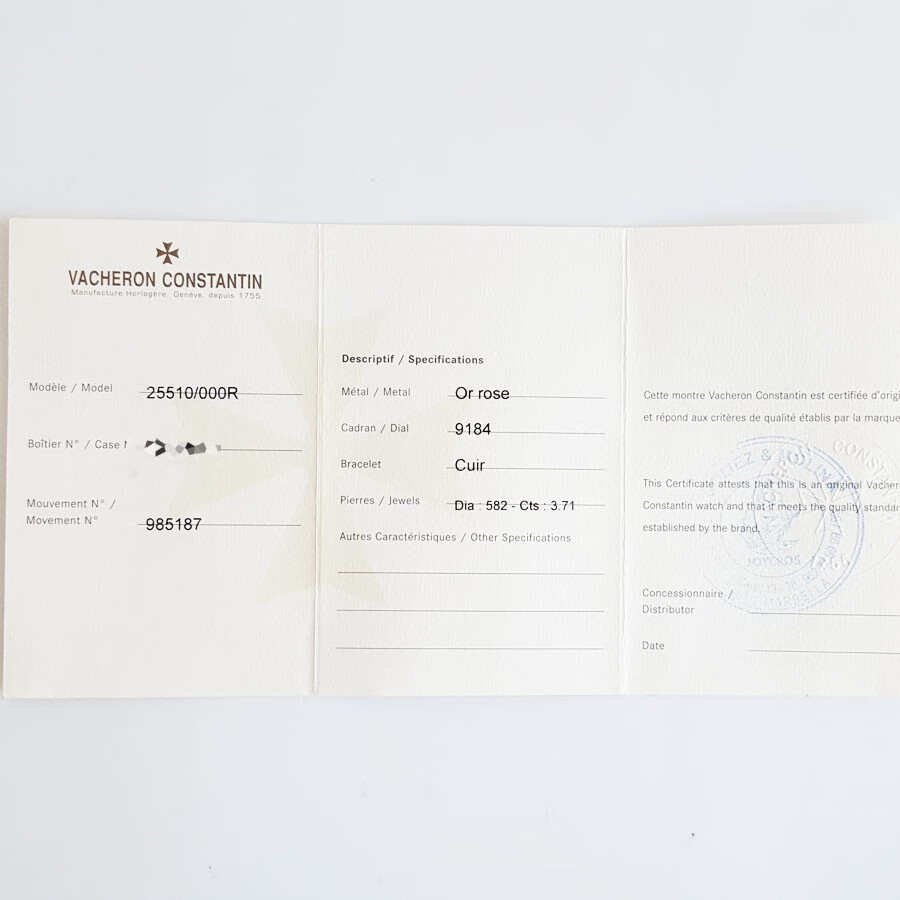 VACHERON CONSTANTIN
Manufacture Horlogère. Genève, depuis 1755.
Modèle / Model 25510/000R
Boîtier N° / Case
Mouvement N° /
Movement N° 985187
Descriptif / Specifications
Métal / Metal Or rose
Cadran / Dial 9184
Bracelet Cuir
Pierres / Jewels Dia : 582 - Cts : 3.71
Autres Caractéristiques / Other Specifications
Cette montre Vacheron Constantin est certifiée
et répond aux critères de qualité établis par la marque
This Certificate attests that this is an original
Constantin watch and that it meets the quality
established by the brand.
Concessionnaire /
Distributor
Date
& MOLINA
JOYEROS
MARBELLA